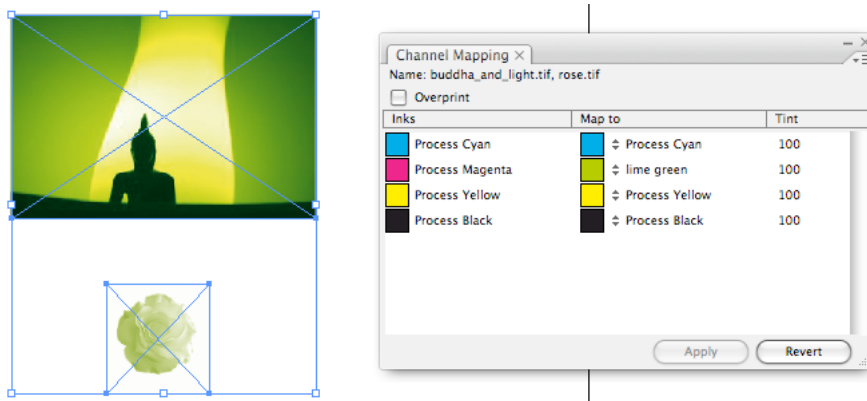 Channel Mapping ×
Name: buddha_and_light.tif, rose.tif
Overprint
Inks Map to Tint
Process Cyan Process Cyan 100
Process Magenta lime green 100
Process Yellow Process Yellow 100
Process Black Process Black 100
Apply Revert